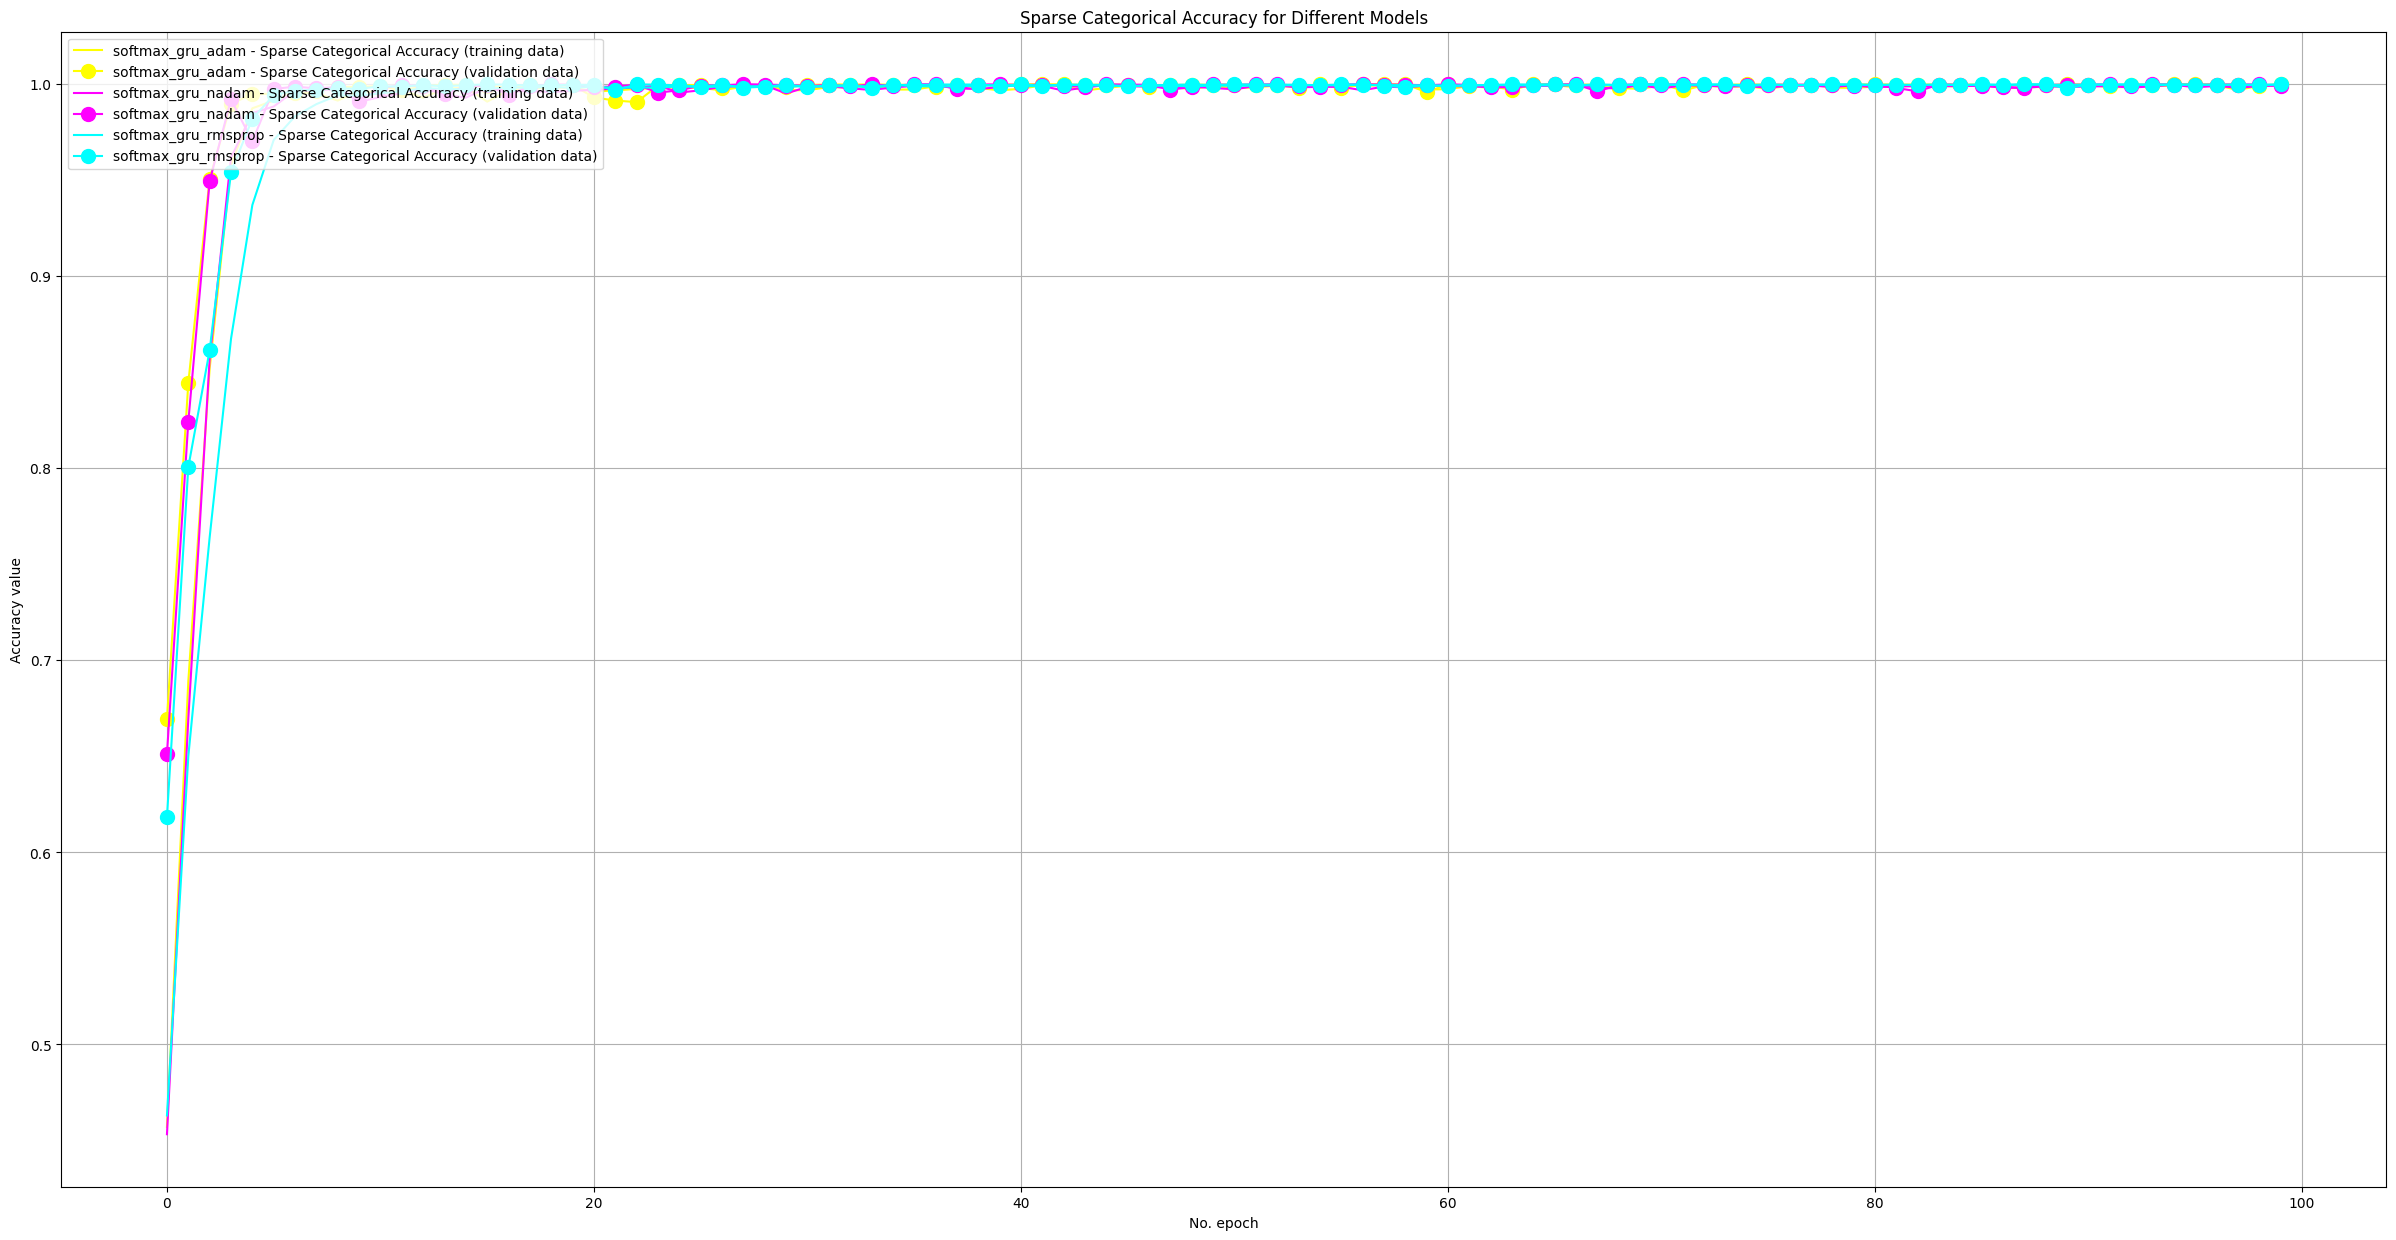 Sparse Categorical Accuracy for Different Models
softmax_gru_adam - Sparse Categorical Accuracy (training data)
softmax_gru_adam - Sparse Categorical Accuracy (validation data)
softmax_gru_nadam - Sparse Categorical Accuracy (training data)
softmax_gru_nadam - Sparse Categorical Accuracy (validation data)
softmax_gru_rmsprop - Sparse Categorical Accuracy (training data)
softmax_gru_rmsprop - Sparse Categorical Accuracy (validation data)
1.0
0.9
0.8
0.7
0.6
0.5
Accuracy value
0 20 40 60 80 100
No. epoch